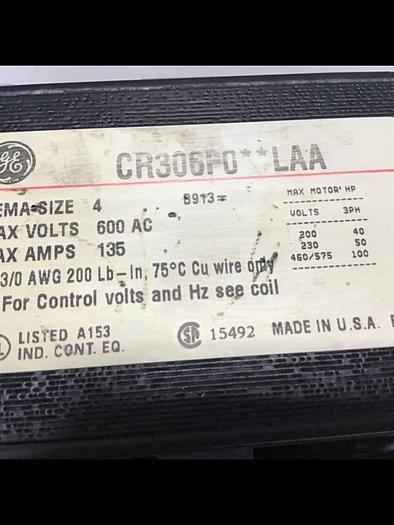 GE
CR306F0**LAA
EMA-SIZE 4 8913=
AX VOLTS 600 AC
AX AMPS 135
3/0 AWG 200 Lb-In, 75°C Cu wire only
For Control volts and Hz see coil
MAX MOTOR HP
VOLTS 3PH
200 40
230 50
460/575 100
LISTED A153
IND. CONT. EQ.
SA 15492 MADE IN U.S.A.